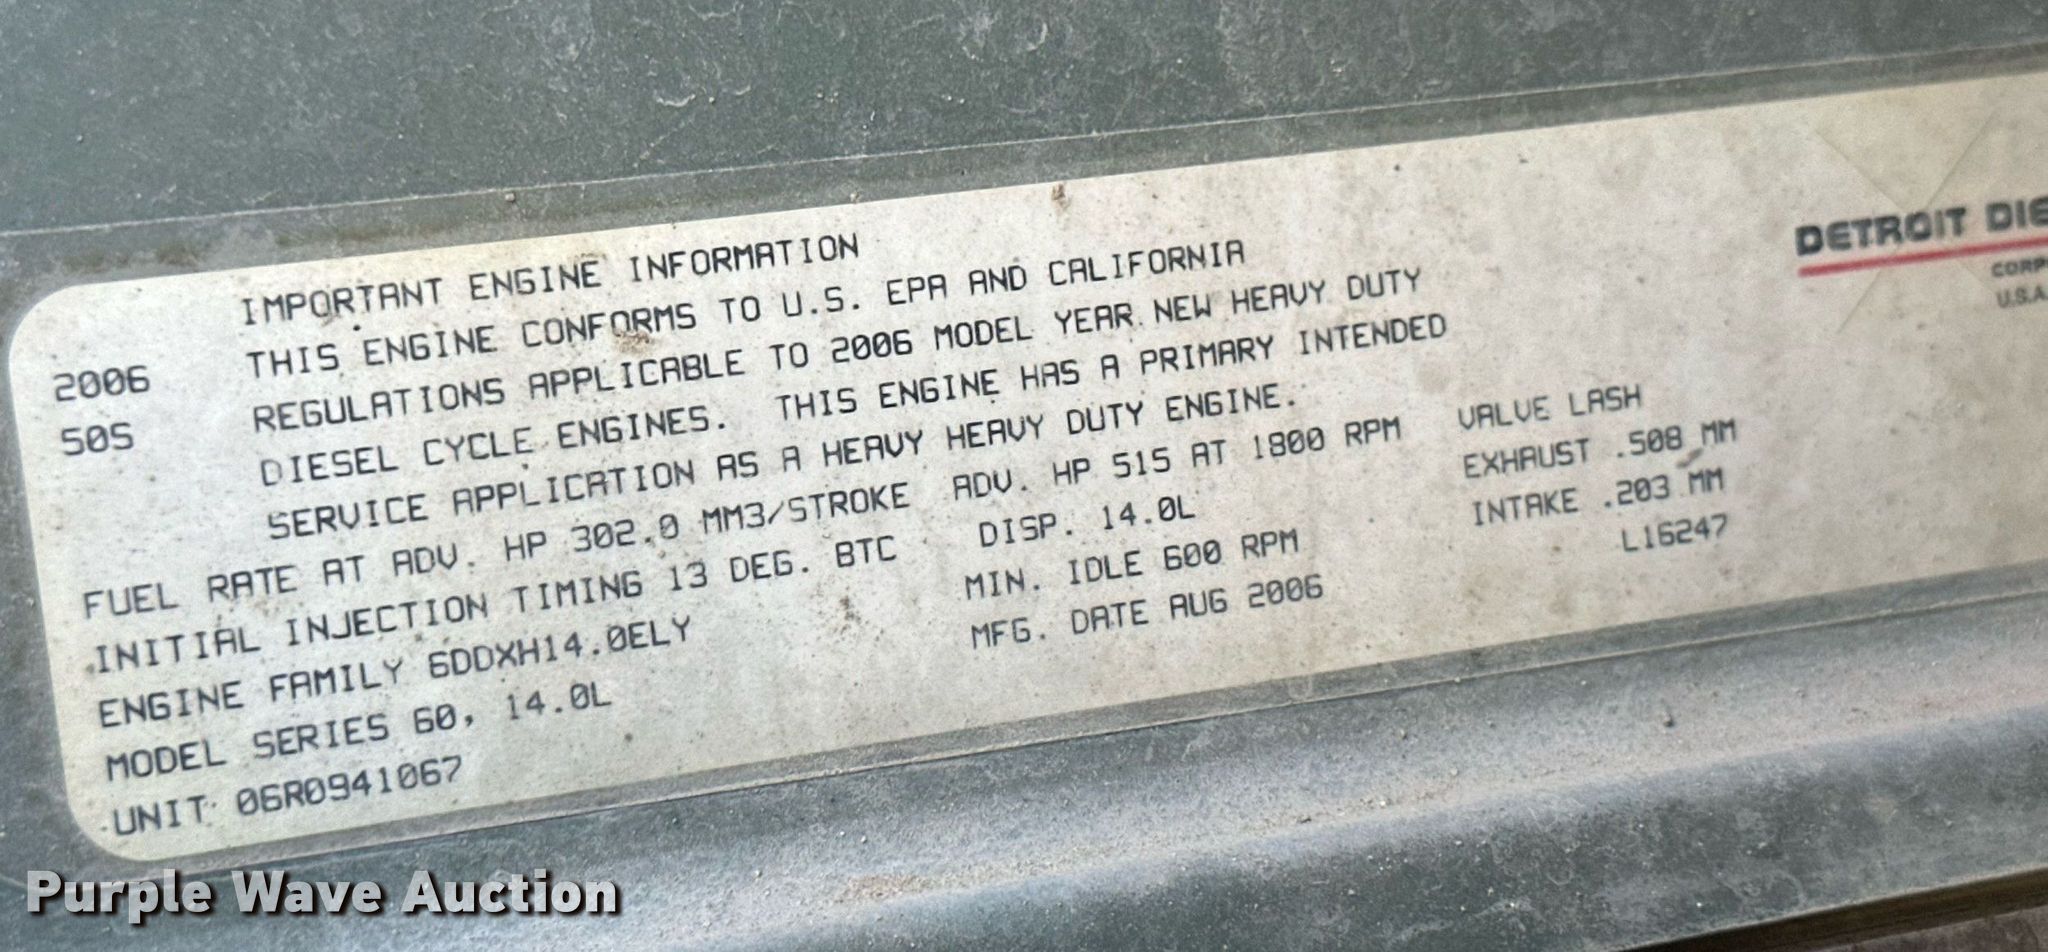 IMPORTANT ENGINE INFORMATION
THIS ENGINE CONFORMS TO U.S. EPA AND CALIFORNIA
2006 REGULATIONS APPLICABLE TO 2006 MODEL YEAR NEW HEAVY DUTY
50S DIESEL CYCLE ENGINES. THIS ENGINE HAS A PRIMARY INTENDED
SERVICE APPLICATION AS A HEAVY HEAVY DUTY ENGINE.
FUEL RATE AT ADV. HP 302.0 MM3/STROKE ADV. HP 515 AT 1800 RPM VALVE LASH
INITIAL INJECTION TIMING 13 DEG. BTC DISP. 14.0L EXHAUST .508 MM
ENGINE FAMILY 6DDXH14.0ELY MIN. IDLE 600 RPM INTAKE .203 MM
MODEL SERIES 60, 14.0L MFG. DATE AUG 2006 L16247
UNIT 06R0941067
DETROIT DIE
CORP
U.S.A.
Purple Wave Auction